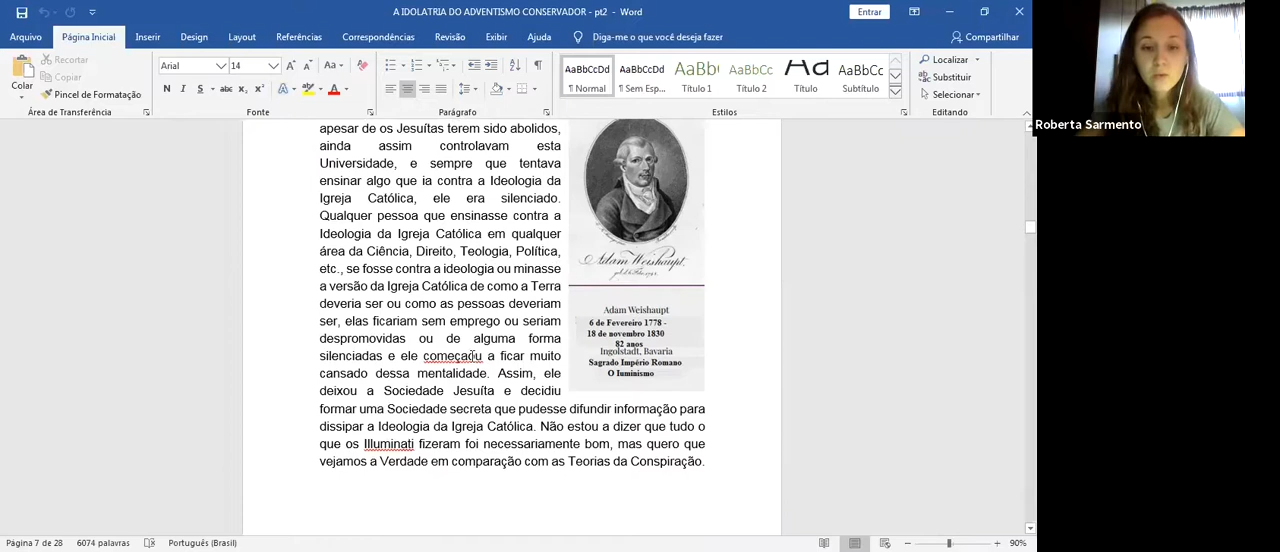 A IDOLATRIA DO ADVENTISMO CONSERVADOR - pt2 - Word
Entrar
Arquivo Página Inicial Inserir Design Layout Referências Correspondências Revisão Exibir Ajuda Diga-me o que você deseja fazer Compartilhar
Colar
Recortar
Copiar
Pincel de Formatação
Área de Transferência
Arial 14
N I S abc x₂ x²
Fonte
Parágrafo
AaBbCcDd AaBbCcDd AaBbC AaBbCc AaB AaBbCc
¶ Normal ¶ Sem Esp... Título 1 Título 2 Título Subtítulo
Estilos
Localizar
Substituir
Selecionar
Editando
Roberta Sarmento
apesar de os Jesuítas terem sido abolidos,
ainda assim controlavam esta
Universidade, e sempre que tentava
ensinar algo que ia contra a Ideologia da
Igreja Católica, ele era silenciado.
Qualquer pessoa que ensinasse contra a
Ideologia da Igreja Católica em qualquer
área da Ciência, Direito, Teologia, Política,
etc., se fosse contra a ideologia ou minasse
a versão da Igreja Católica de como a Terra
deveria ser ou como as pessoas deveriam
ser, elas ficariam sem emprego ou seriam
despromovidas ou de alguma forma
silenciadas e ele começaou a ficar muito
cansado dessa mentalidade. Assim, ele
deixou a Sociedade Jesuíta e decidiu
formar uma Sociedade secreta que pudesse difundir informação para
dissipar a Ideologia da Igreja Católica. Não estou a dizer que tudo o
que os Illuminati fizeram foi necessariamente bom, mas quero que
vejamos a Verdade em comparação com as Teorias da Conspiração.
Adam Weishaupt
Adam Weishaupt
6 de Fevereiro 1778 -
18 de novembro 1830
82 anos
Ingolstadt, Bavaria
Sagrado Império Romano
O Iuminismo
Página 7 de 28 6074 palavras Português (Brasil) 90%